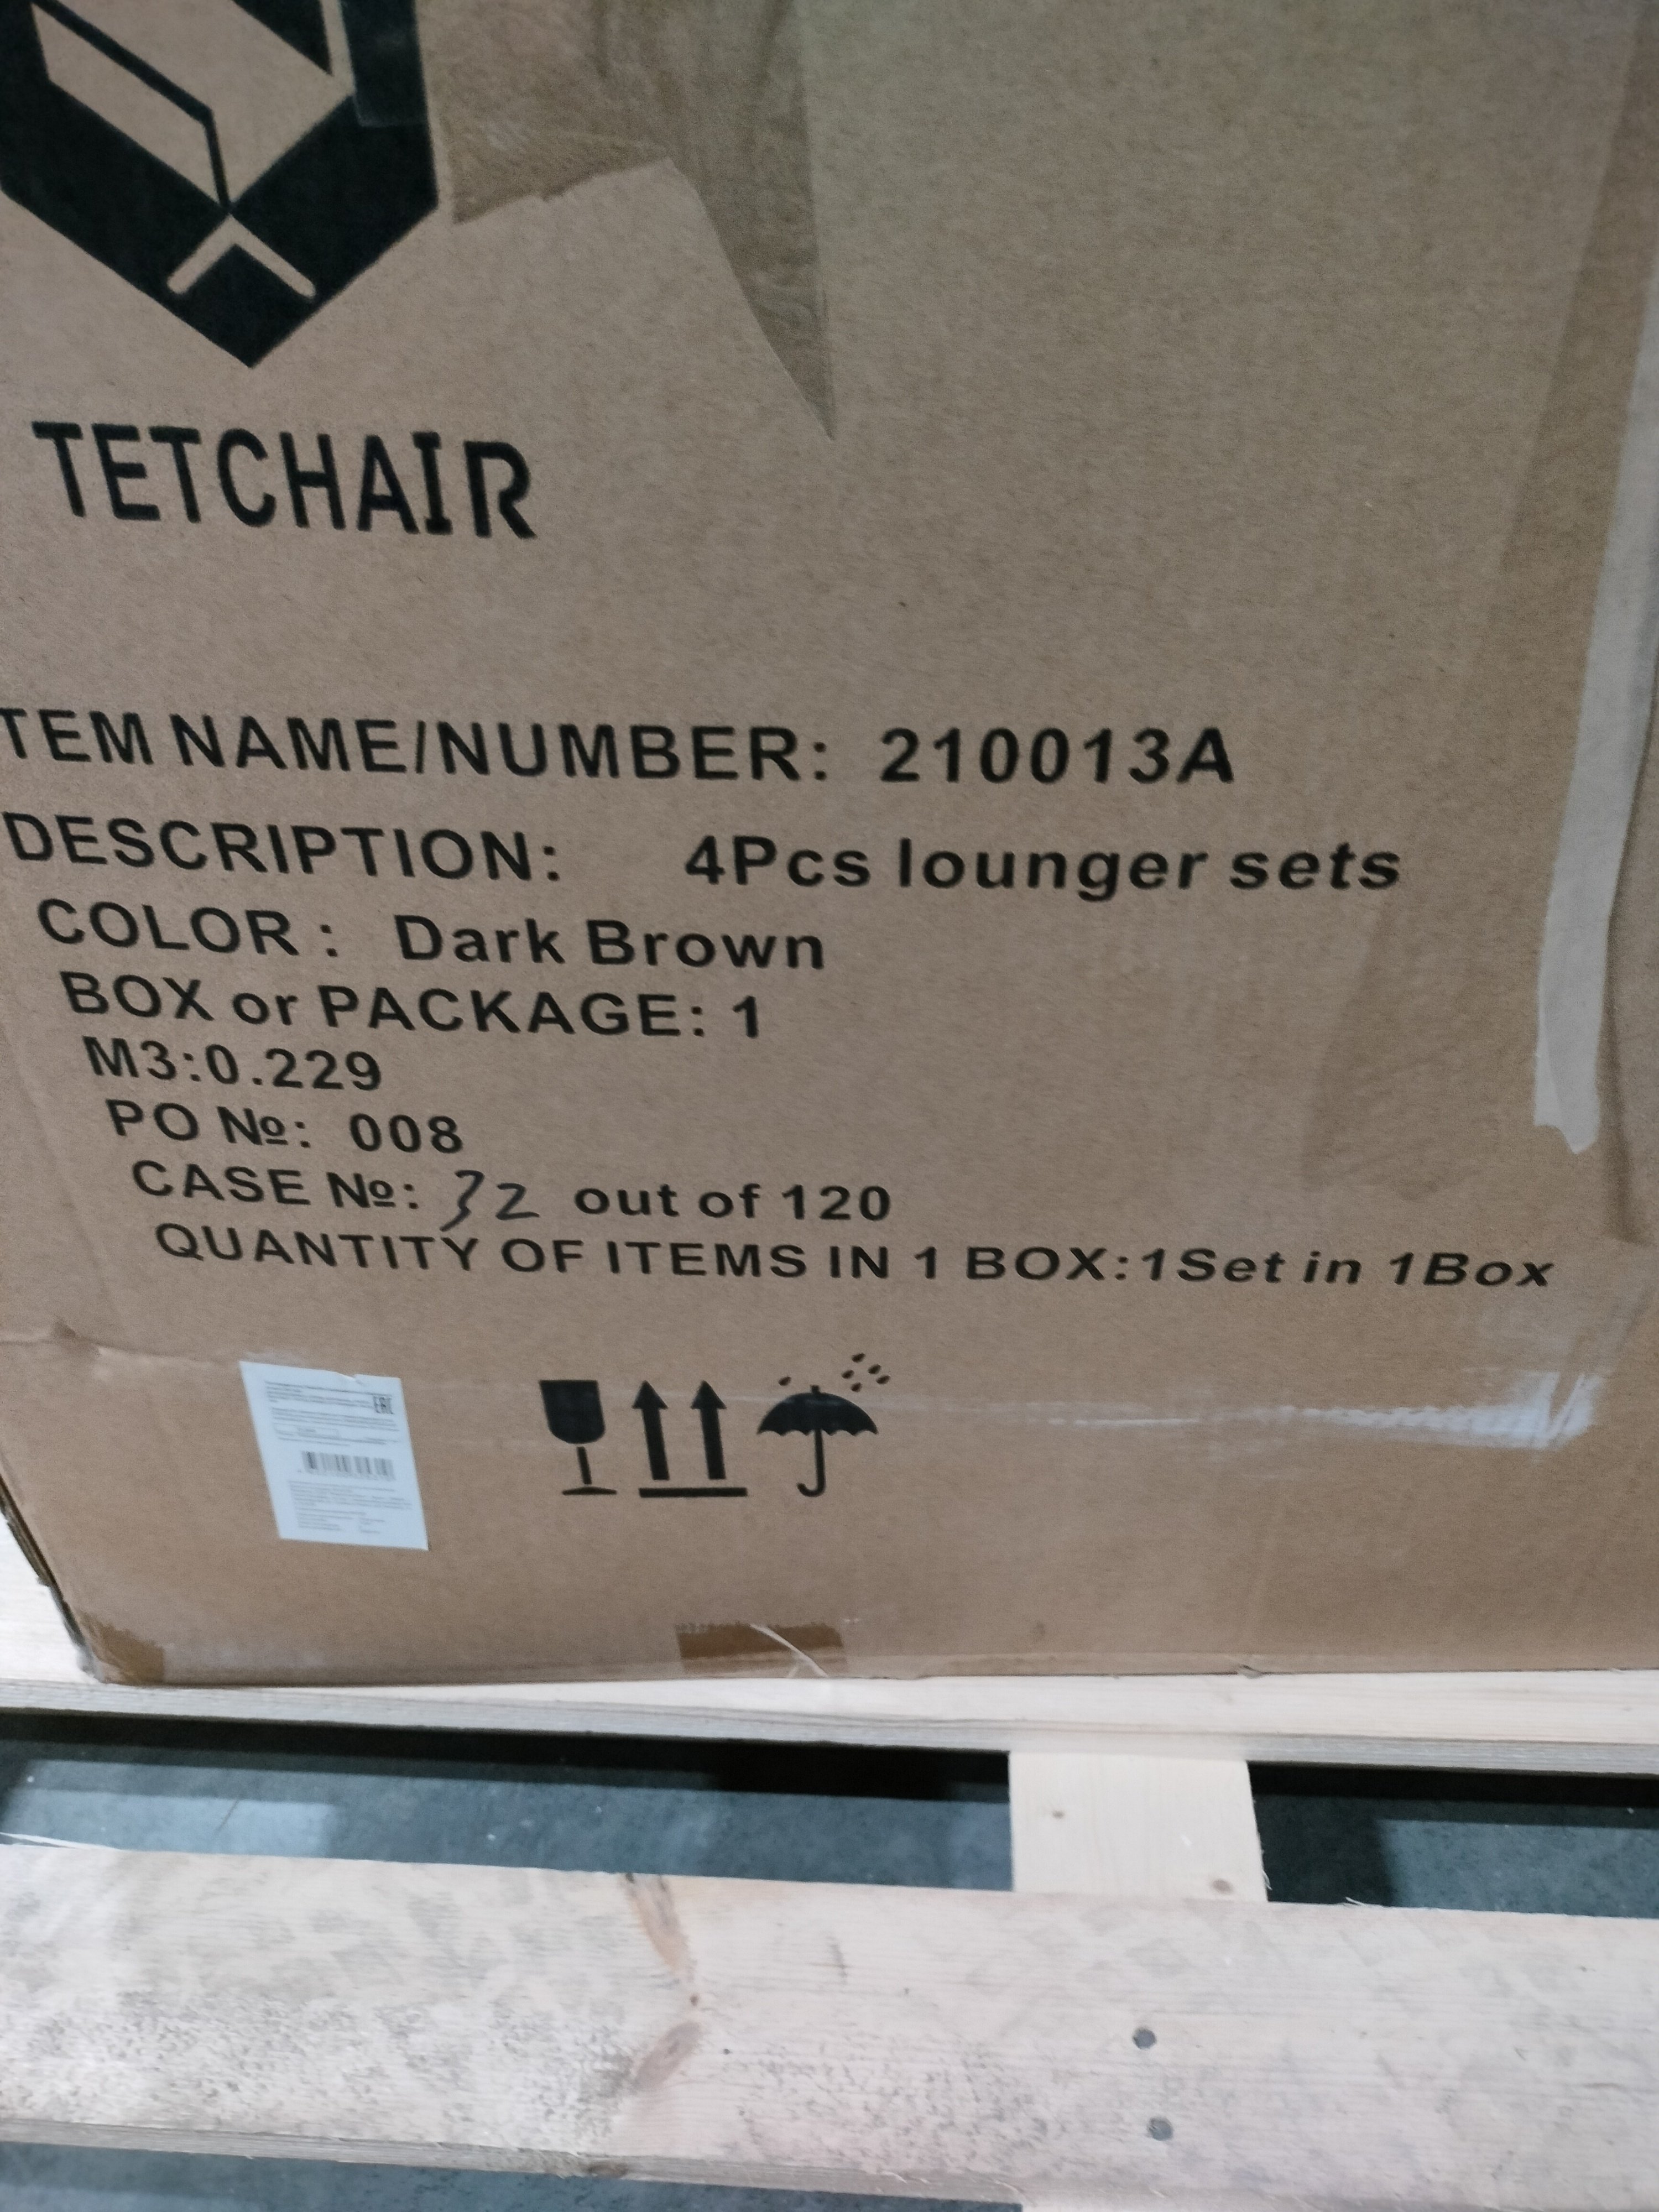 TETCHAIR
TEM NAME/NUMBER: 210013A
DESCRIPTION: 4Pcs lounger sets
COLOR : Dark Brown
BOX or PACKAGE: 1
M3:0.229
PO №: 008
CASE №: 32 out of 120
QUANTITY OF ITEMS IN 1 BOX:1Set in 1Box
EAC